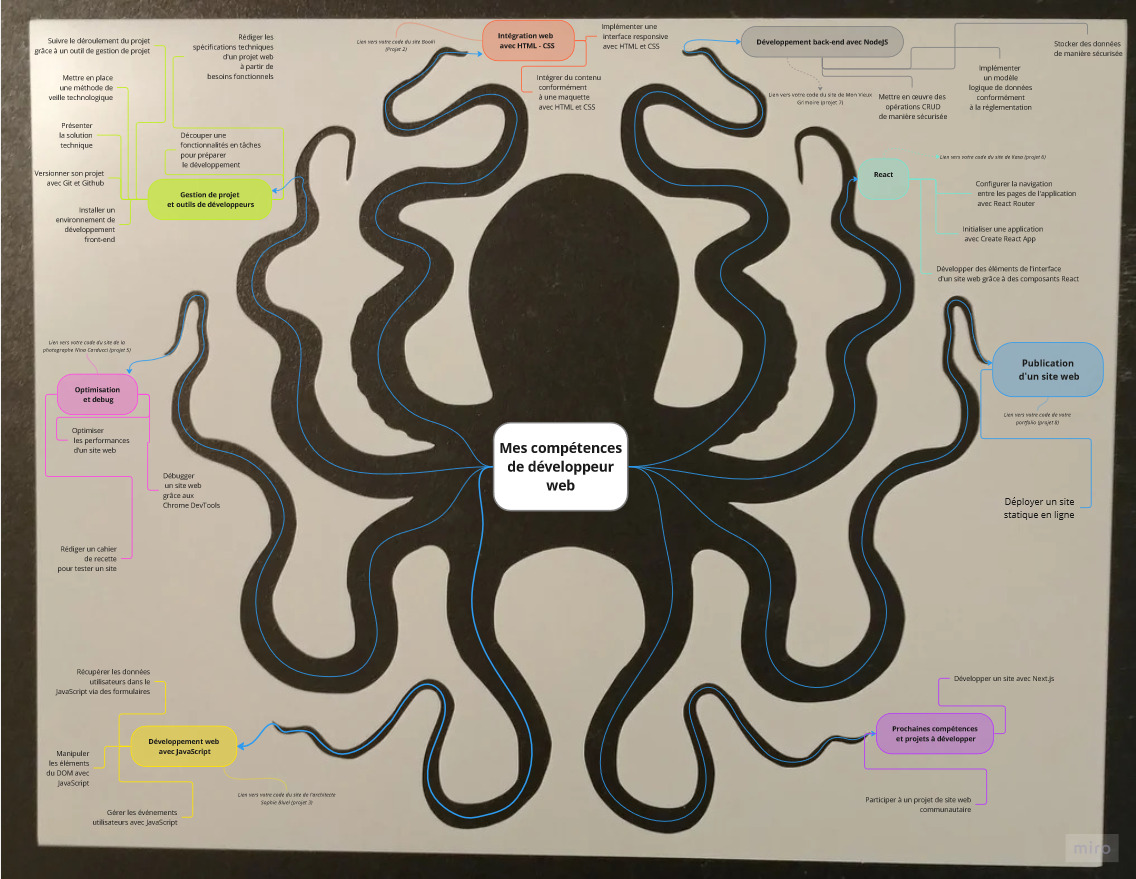 Suivre le déroulement du projet
grâce à un outil de gestion de projet
Rédiger les
spécifications techniques
d'un projet web
à partir de
besoins fonctionnels
Mettre en place
une méthode de
veille technologique
Présenter
la solution
technique
Découper une
fonctionnalités en tâches
pour préparer
le développement
Versionner son projet
avec Git et Github
Gestion de projet
et outils de développeurs
Installer un
environnement de
développement
front-end
Lien vers votre code du site Booki
(Projet 2)
Intégration web
avec HTML - CSS
Implémenter une
interface responsive
avec HTML et CSS
Intégrer du contenu
conformément
à une maquette
avec HTML et CSS
Développement back-end avec NodeJS
Stocker des données
de manière sécurisée
Implémenter
un modèle
logique de données
conformément
à la réglementation
Lien vers votre code du site de Mon Vieux
Grimoire (projet 7)
Mettre en œuvre des
opérations CRUD
de manière sécurisée
React
Lien vers votre code du site de Kasa (projet 6)
Configurer la navigation
entre les pages de l'application
avec React Router
Initialiser une application
avec Create React App
Développer des éléments de l'interface
d'un site web grâce à des composants React
Lien vers votre code du site de la
photographe Nina Carducci (projet 5)
Optimisation
et debug
Optimiser
les performances
d'un site web
Débugger
un site web
grâce aux
Chrome DevTools
Rédiger un cahier
de recette
pour tester un site
Mes compétences
de développeur
web
Publication
d'un site web
Lien vers votre code de votre
portfolio (projet 8)
Déployer un site
statique en ligne
Récupérer les données
utilisateurs dans le
JavaScript via des formulaires
Développement web
avec JavaScript
Manipuler
les éléments
du DOM avec
JavaScript
Lien vers votre code du site de l'architecte
Sophie Bluel (projet 3)
Gérer les événements
utilisateurs avec JavaScript
Développer un site avec Next.js
Prochaines compétences
et projets à développer
Participer à un projet de site web
communautaire
miro